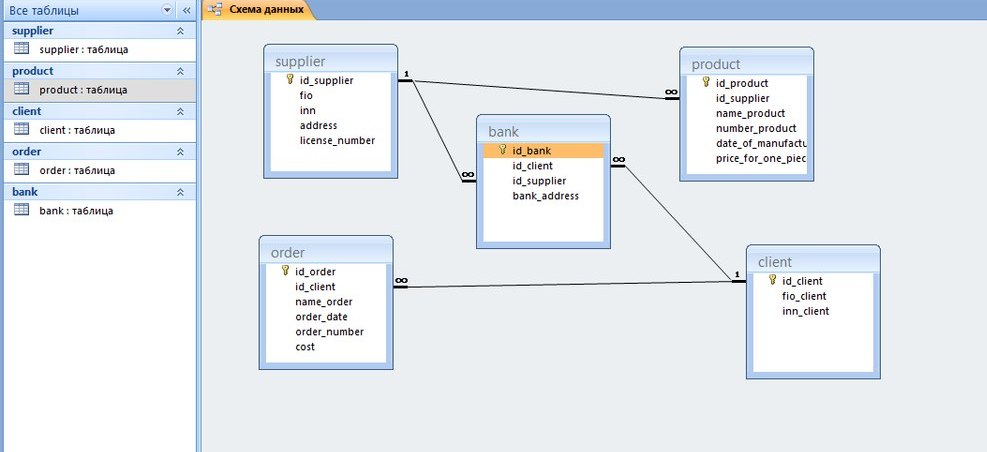 Все таблицы
supplier
supplier : таблица
product
product : таблица
client
client : таблица
order
order : таблица
bank
bank : таблица
Схема данных
supplier
id_supplier
fio
inn
address
license_number
1
∞
product
id_product
id_supplier
name_product
number_product
date_of_manufactu
price_for_one_piec
∞
bank
id_bank
id_client
id_supplier
bank_address
∞
order
id_order
id_client
name_order
order_date
order_number
cost
∞
1
client
id_client
fio_client
inn_client